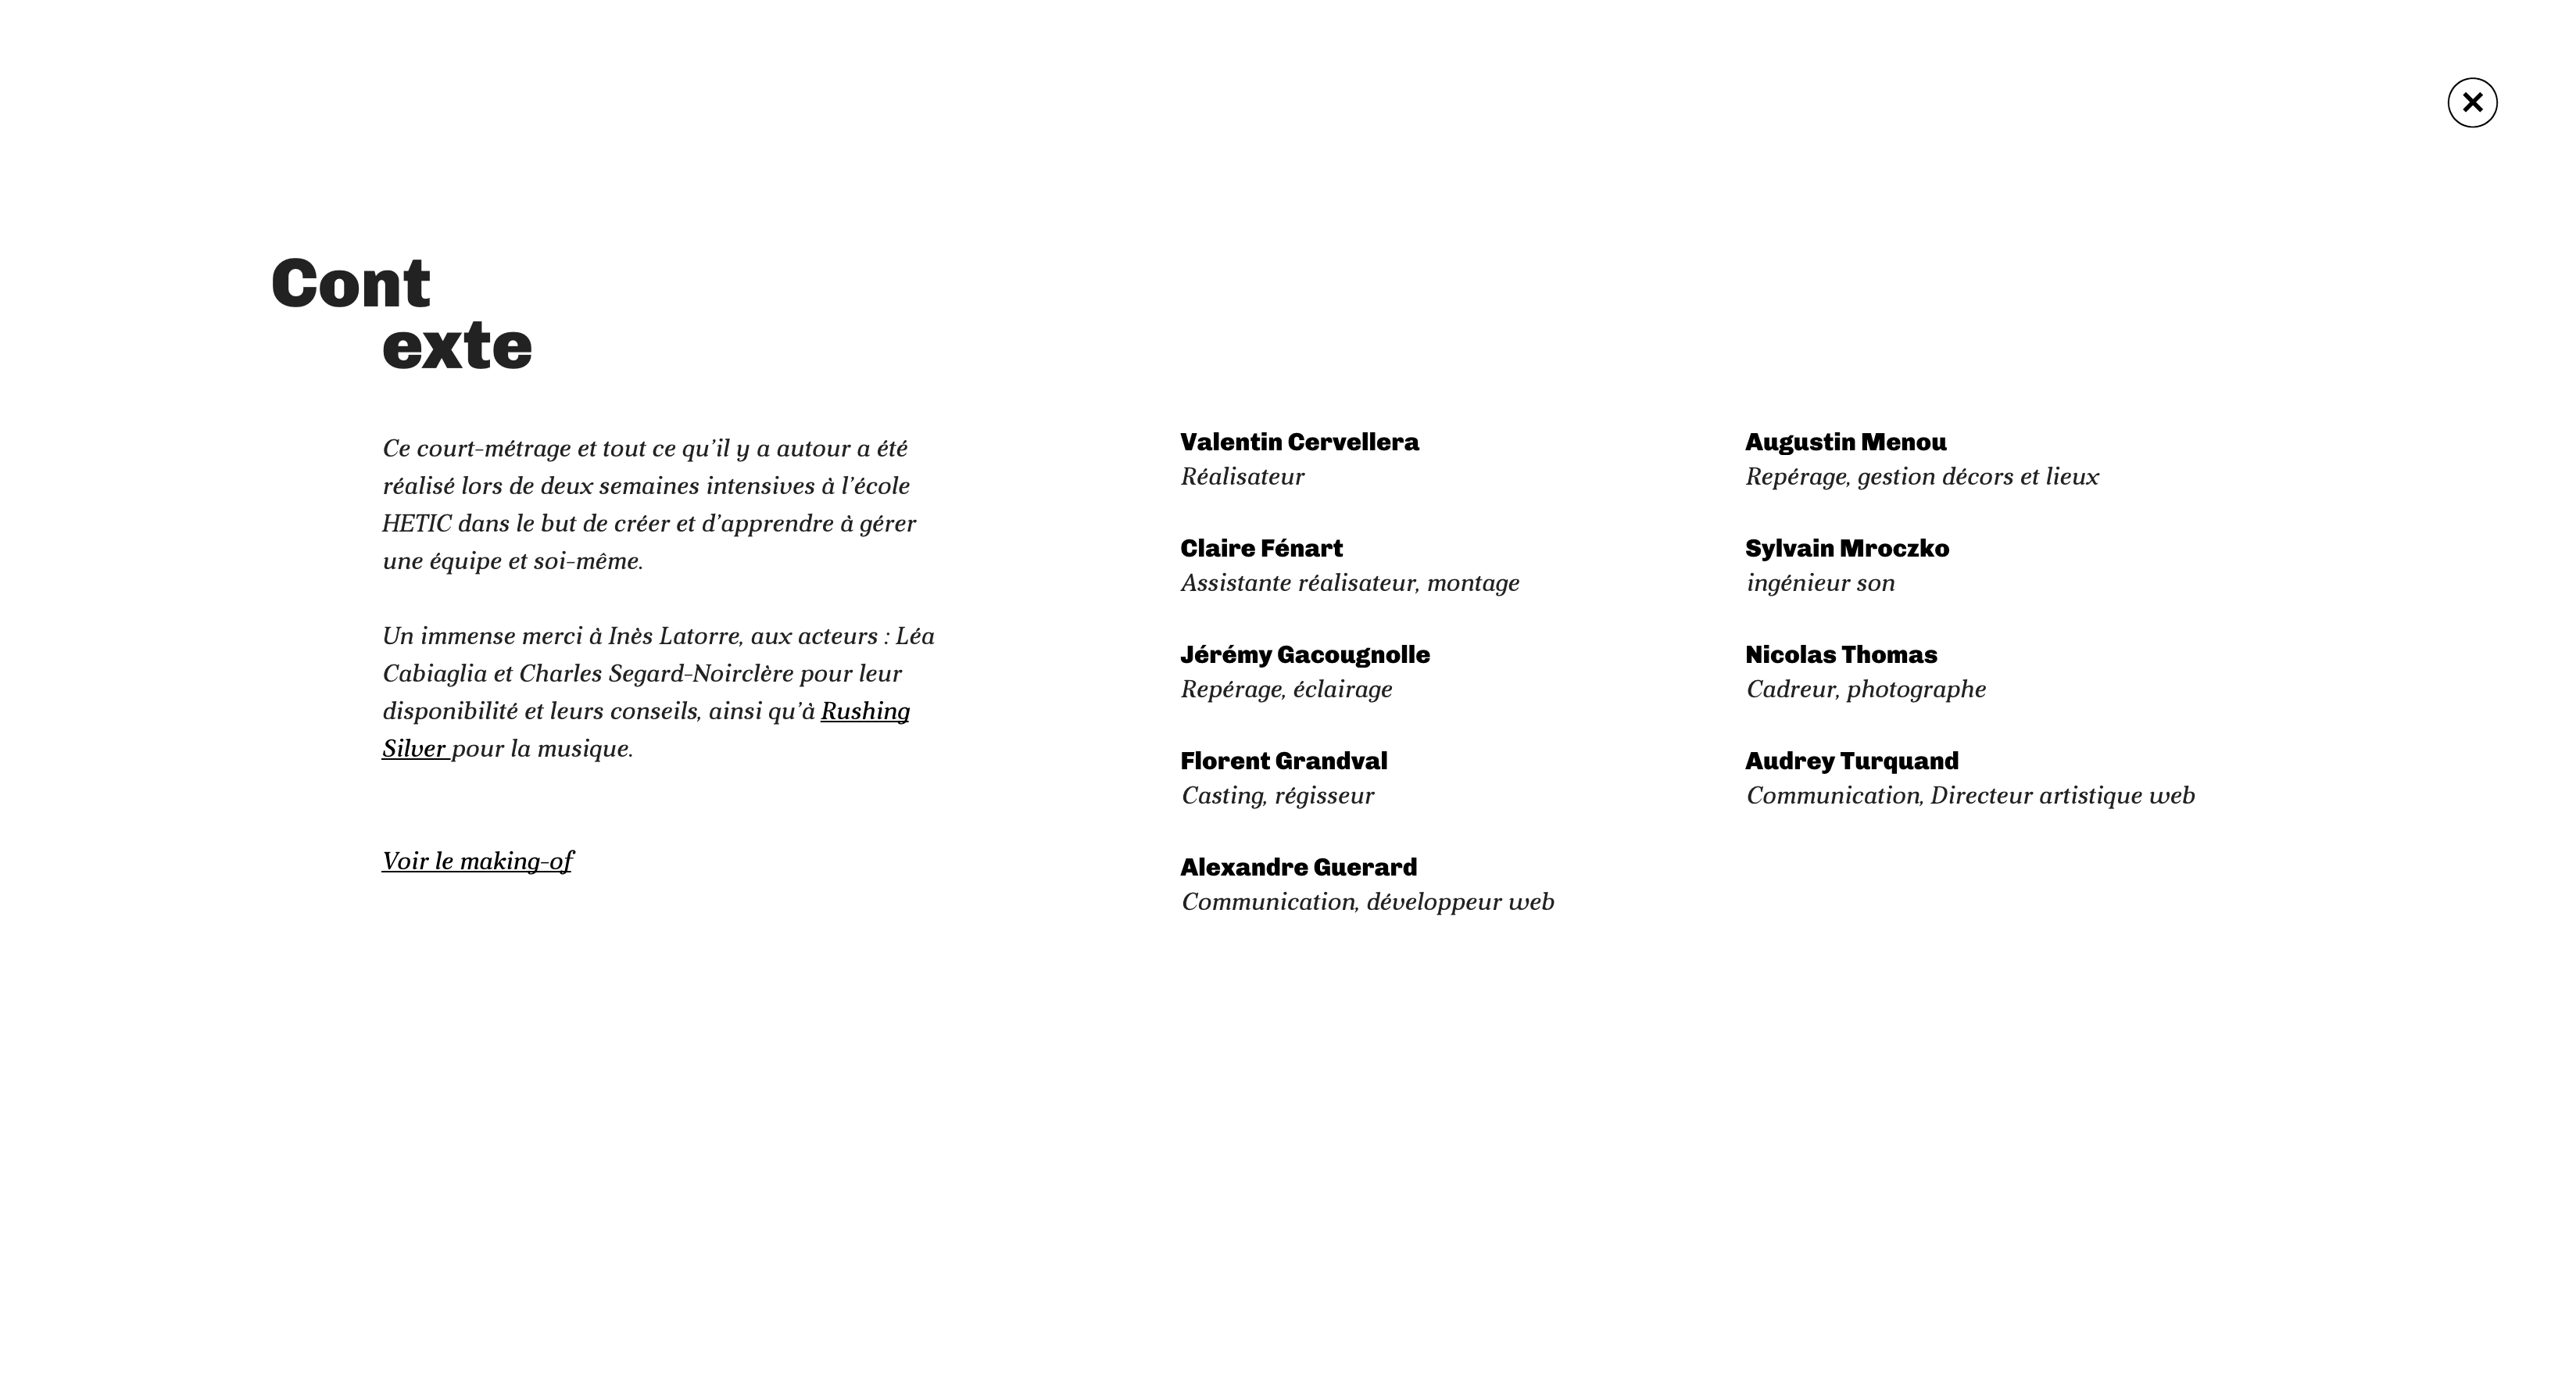 Cont
exte
Ce court-métrage et tout ce qu’il y a autour a été
réalisé lors de deux semaines intensives à l’école
HETIC dans le but de créer et d’apprendre à gérer
une équipe et soi-même.
Un immense merci à Inès Latorre, aux acteurs : Léa
Cabiaglia et Charles Segard-Noirclère pour leur
disponibilité et leurs conseils, ainsi qu’à Rushing
Silver pour la musique.
Voir le making-of
Valentin Cervellera
Réalisateur
Claire Fénart
Assistante réalisateur, montage
Jérémy Gacougnolle
Repérage, éclairage
Florent Grandval
Casting, régisseur
Alexandre Guerard
Communication, développeur web
Augustin Menou
Repérage, gestion décors et lieux
Sylvain Mroczko
ingénieur son
Nicolas Thomas
Cadreur, photographe
Audrey Turquand
Communication, Directeur artistique web